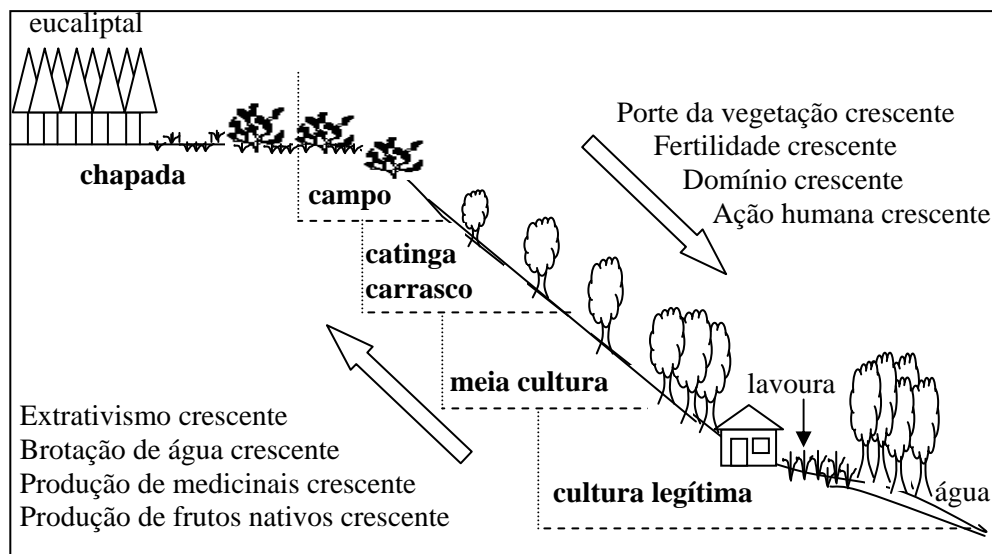 eucaliptal
Porte da vegetação crescente
Fertilidade crescente
Domínio crescente
Ação humana crescente
chapada
campo
catinga
carrasco
meia cultura
lavoura
Extrativismo crescente
Brotação de água crescente
Produção de medicinais crescente
Produção de frutos nativos crescente
cultura legítima
água